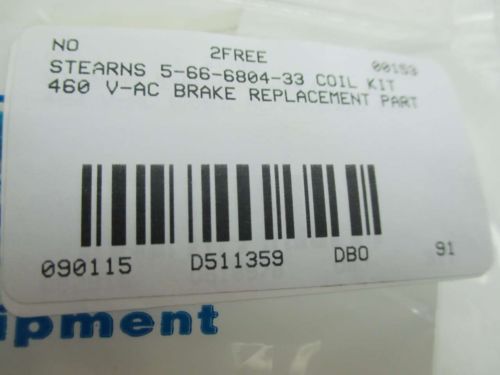 NO 2FREE 00153
STEARNS 5-66-6804-33 COIL KIT
460 V-AC BRAKE REPLACEMENT PART
090115 D511359 DBO 91
ipment